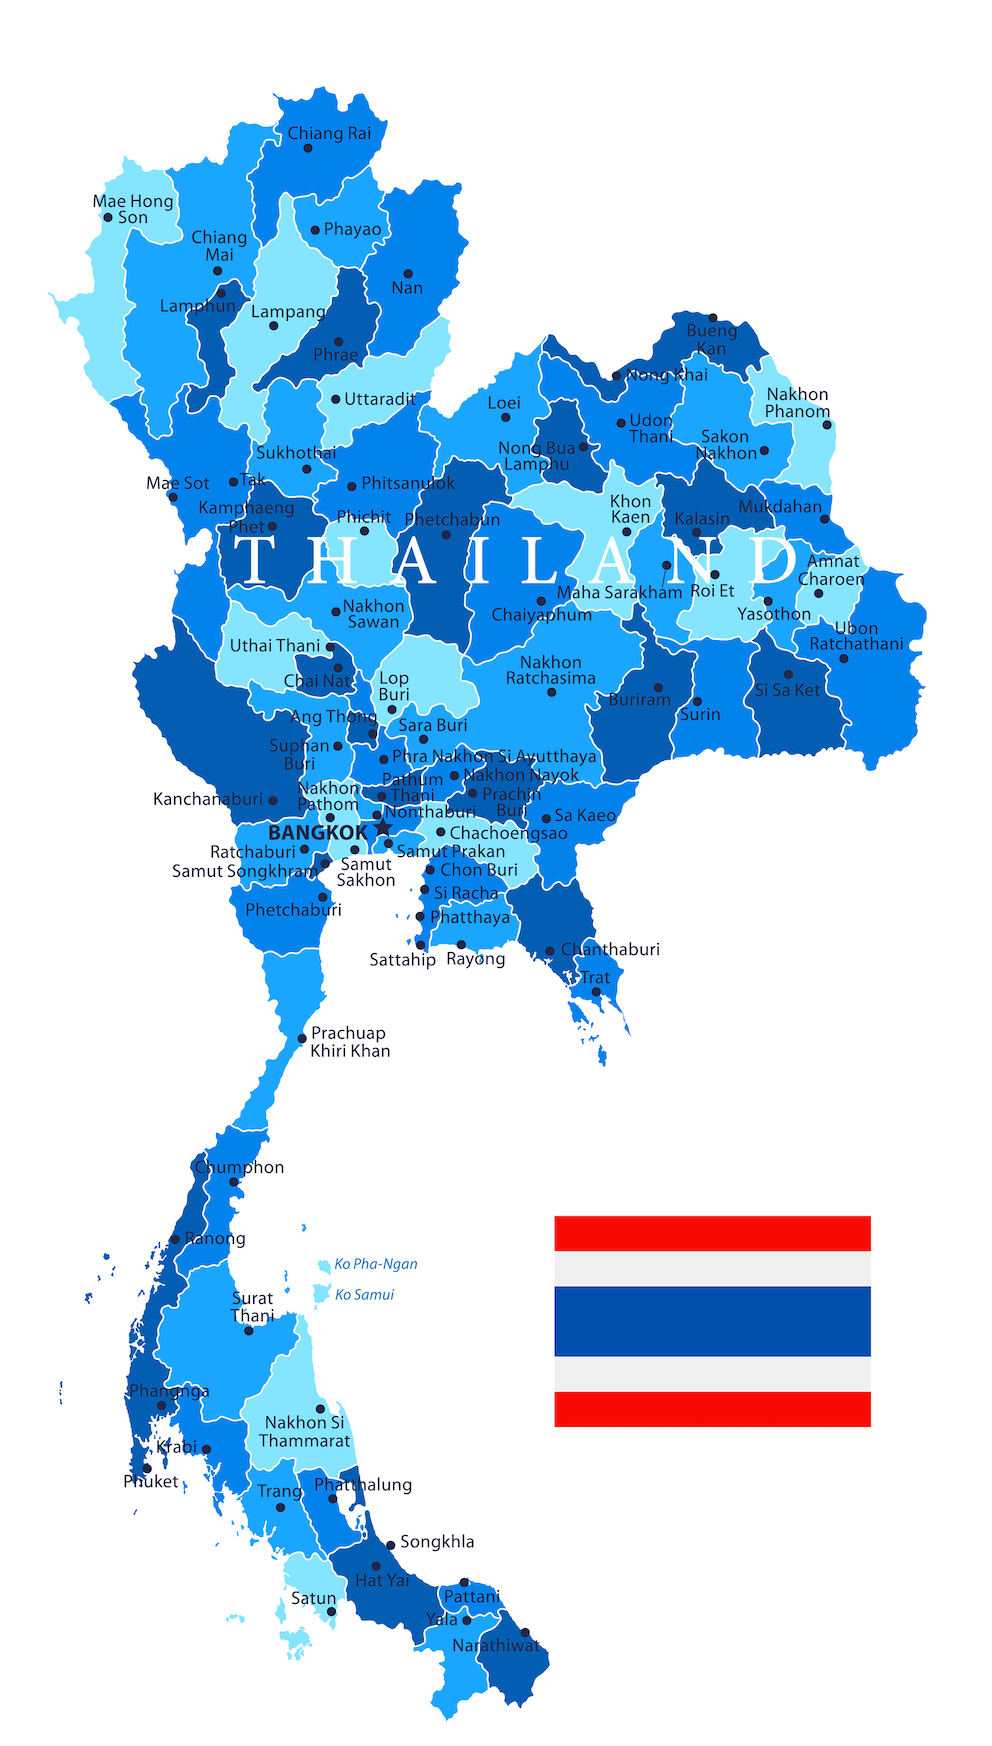 Chiang Rai
Mae Hong
Son
Phayao
Chiang
Mai
Nan
Lamphun
Lampang
Bueng
Kan
Phrae
Nong Khai
Uttaradit
Nakhon
Phanom
Loei
Udon
Thani
Sakon
Nakhon
Sukhothai
Nong Bua
Lamphu
Mae Sot
Tak
Phitsanulok
Kamphaeng
Phet
Khon
Kaen
Mukdahan
Phichit
Phetchabun
Kalasin
THAILAND
Amnat
Charoen
Maha Sarakham
Roi Et
Nakhon
Sawan
Chaiyaphum
Yasothon
Ubon
Ratchathani
Uthai Thani
Nakhon
Ratchasima
Chai Nat
Lop
Buri
Buriram
Si Sa Ket
Surin
Ang Thong
Sara Buri
Suphan
Buri
Phra Nakhon Si Ayutthaya
Pathum
Thani
Nakhon Nayok
Nakhon
Pathom
Kanchanaburi
Prachin
Buri
Nonthaburi
Sa Kaeo
BANGKOK
Chachoengsao
Ratchaburi
Samut Prakan
Samut Songkhram
Samut
Sakhon
Chon Buri
Si Racha
Phetchaburi
Phatthaya
Sattahip
Rayong
Chanthaburi
Trat
Prachuap
Khiri Khan
Chumphon
Ranong
Ko Pha-Ngan
Ko Samui
Surat
Thani
Phangnga
Nakhon Si
Thammarat
Krabi
Phuket
Trang
Phatthalung
Songkhla
Hat Yai
Satun
Pattani
Yala
Narathiwat